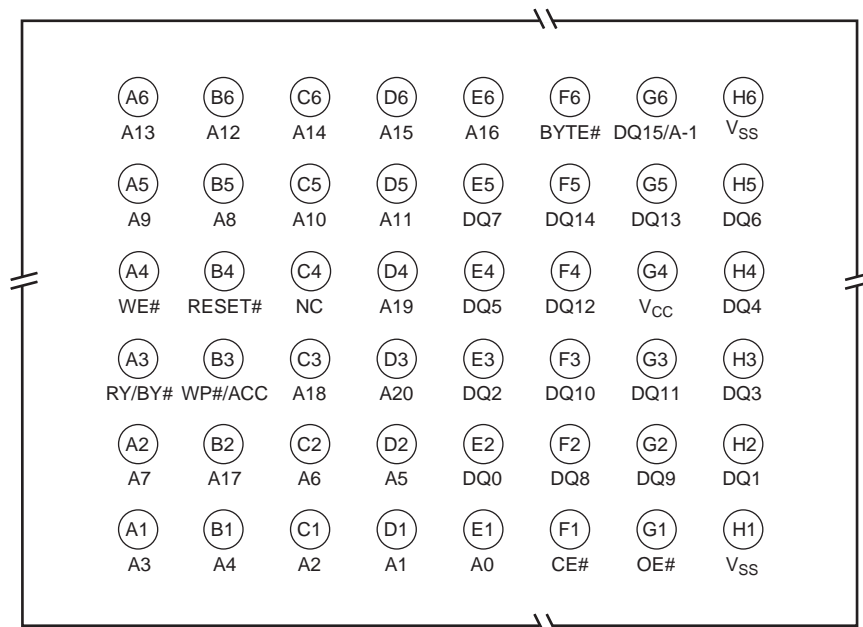 A6 B6 C6 D6 E6 F6 G6 H6
A13 A12 A14 A15 A16 BYTE# DQ15/A-1 VSS
A5 B5 C5 D5 E5 F5 G5 H5
A9 A8 A10 A11 DQ7 DQ14 DQ13 DQ6
A4 B4 C4 D4 E4 F4 G4 H4
WE# RESET# NC A19 DQ5 DQ12 VCC DQ4
A3 B3 C3 D3 E3 F3 G3 H3
RY/BY# WP#/ACC A18 A20 DQ2 DQ10 DQ11 DQ3
A2 B2 C2 D2 E2 F2 G2 H2
A7 A17 A6 A5 DQ0 DQ8 DQ9 DQ1
A1 B1 C1 D1 E1 F1 G1 H1
A3 A4 A2 A1 A0 CE# OE# VSS